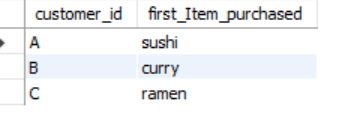 customer_id first_Item_purchased
A sushi
B curry
C ramen